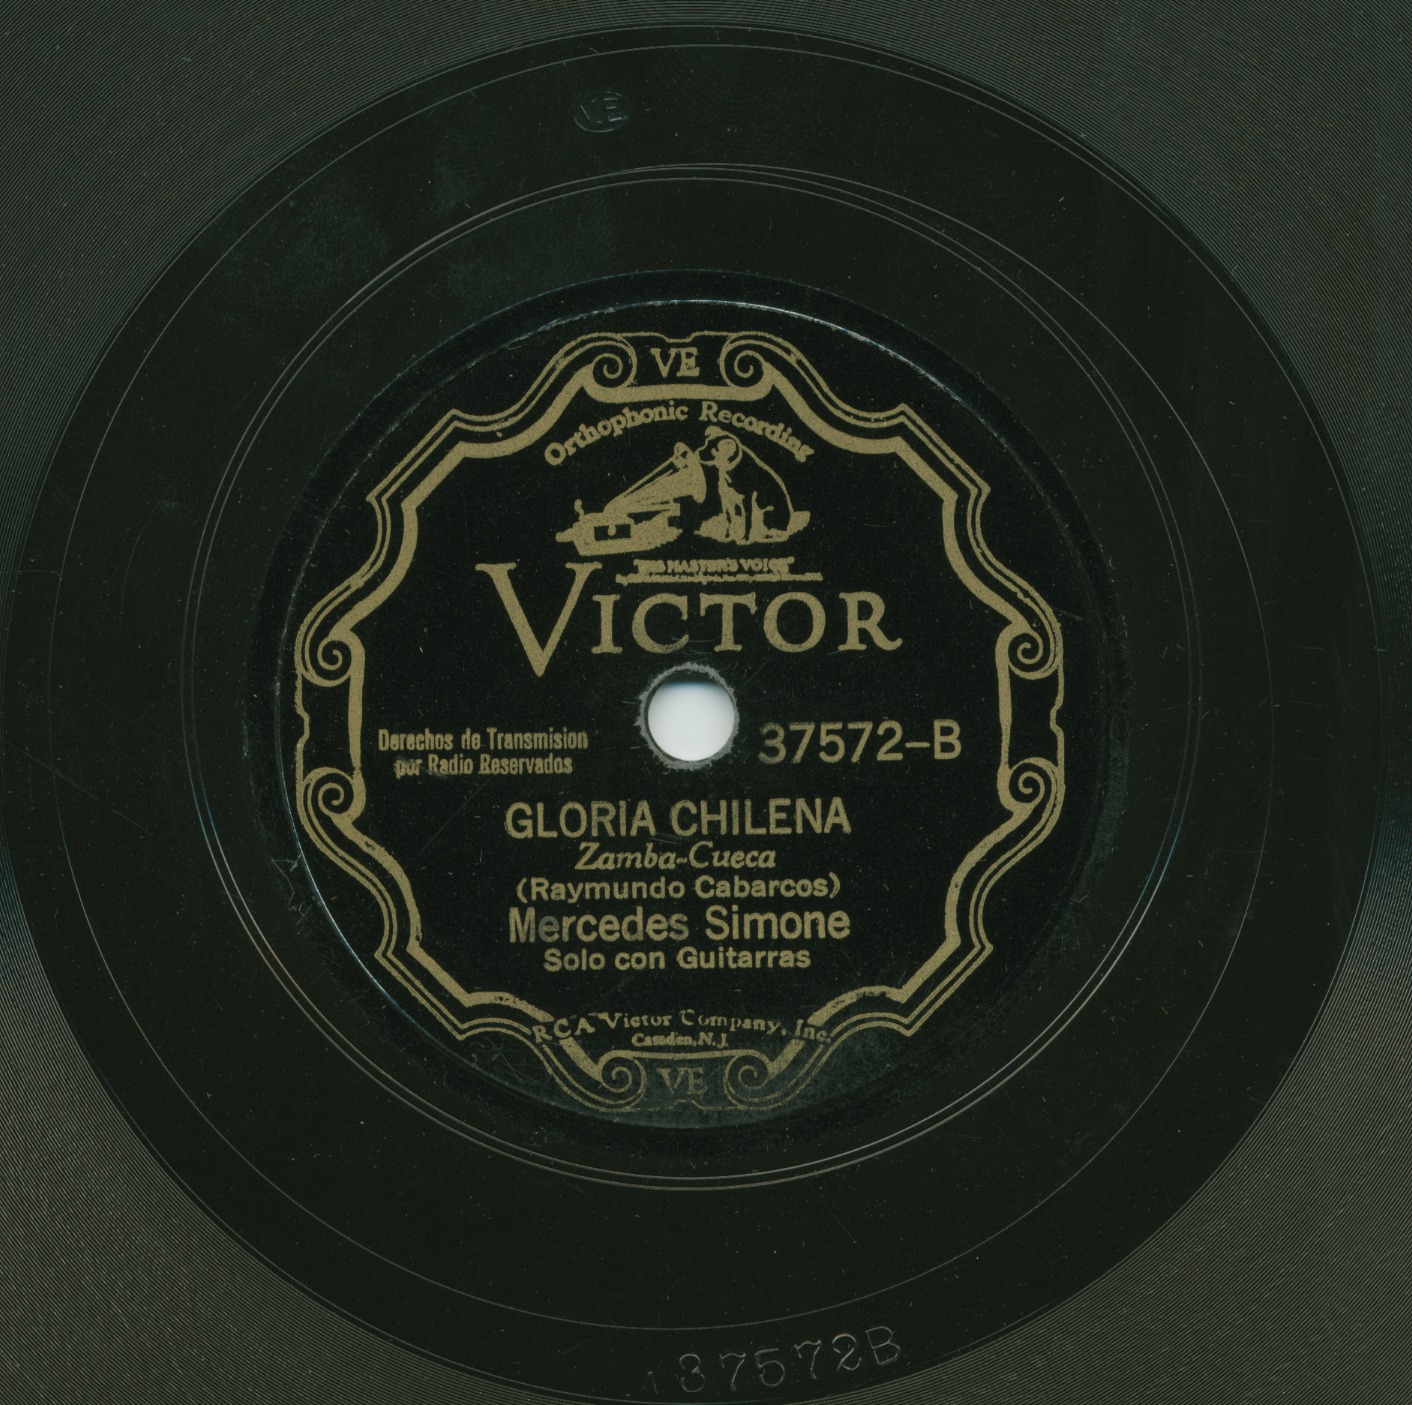 VE
VE
Orthophonic Recording
"HIS MASTER'S VOICE"
VICTOR
Derechos de Transmision
por Radio Reservados
37572-B
GLORIA CHILENA
Zamba-Cueca
(Raymundo Cabarcos)
Mercedes Simone
Solo con Guitarras
RCA Victor Company, Inc.
Camden, N.J.
VE
A 37572B